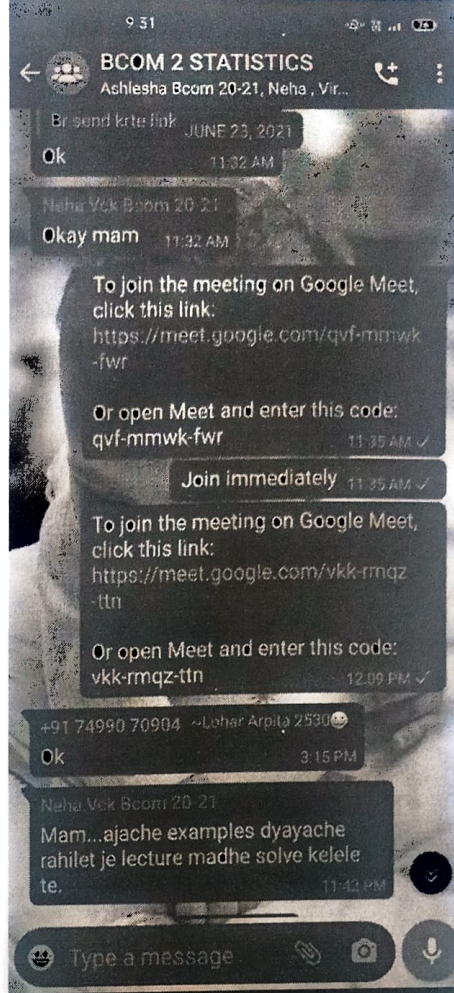 9 31
BCOM 2 STATISTICS
Ashlesha Bcom 20-21, Neha , Vir...
Br send krte link
JUNE 23, 2021
Ok 11:32 AM
Neha Vck Bcom 20-21
Okay mam 11:32 AM
To join the meeting on Google Meet,
click this link:
https://meet.google.com/qvf-mmwk
-fwr
Or open Meet and enter this code:
qvf-mmwk-fwr 11:35 AM
Join immediately 11:35 AM
To join the meeting on Google Meet,
click this link:
https://meet.google.com/vkk-rmqz
-ttn
Or open Meet and enter this code:
vkk-rmqz-ttn 12:09 PM
+91 74990 70904 ~Lohar Arpita 2530😀
Ok 3:15 PM
Neha Vck Bcom 20-21
Mam...ajache examples dyayache
rahilet je lecture madhe solve kelele
te. 11:42 PM
Type a message